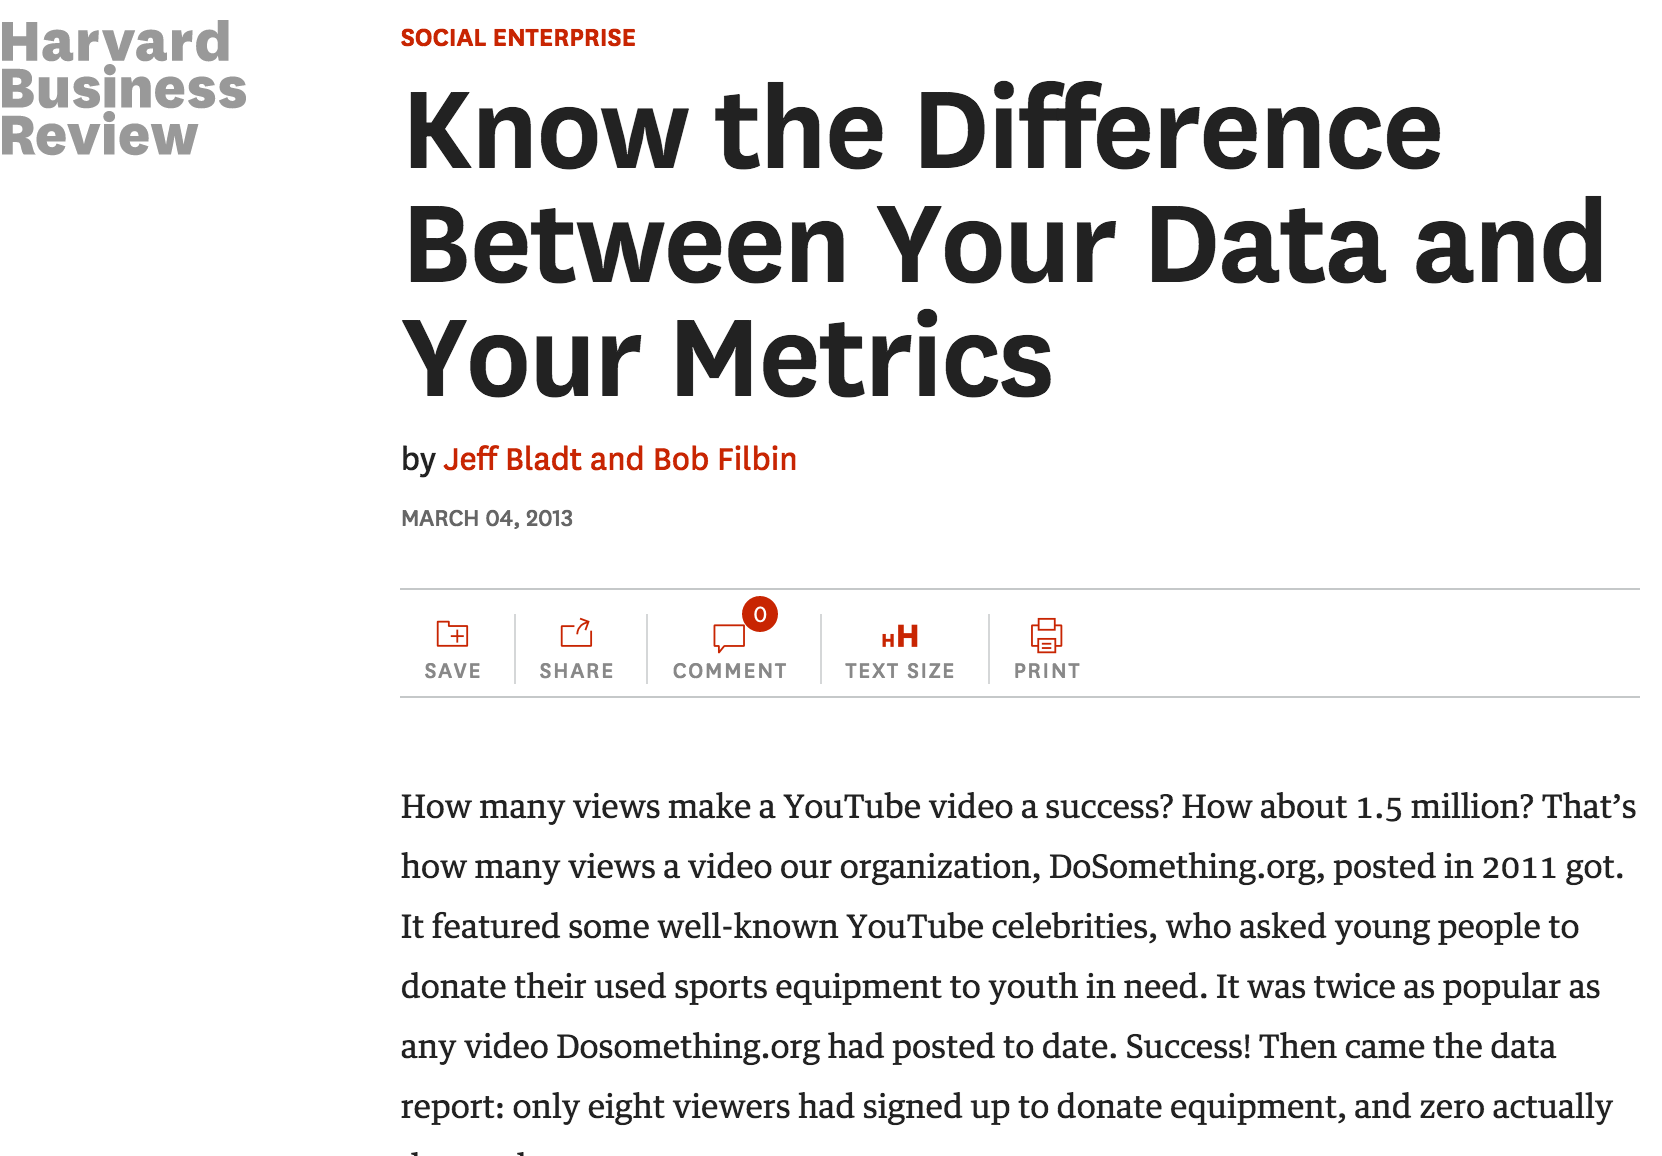 Harvard
Business
Review
SOCIAL ENTERPRISE
Know the Difference
Between Your Data and
Your Metrics
by Jeff Bladt and Bob Filbin
MARCH 04, 2013
SAVE
SHARE
0
COMMENT
HH
TEXT SIZE
PRINT
How many views make a YouTube video a success? How about 1.5 million? That’s
how many views a video our organization, DoSomething.org, posted in 2011 got.
It featured some well-known YouTube celebrities, who asked young people to
donate their used sports equipment to youth in need. It was twice as popular as
any video Dosomething.org had posted to date. Success! Then came the data
report: only eight viewers had signed up to donate equipment, and zero actually